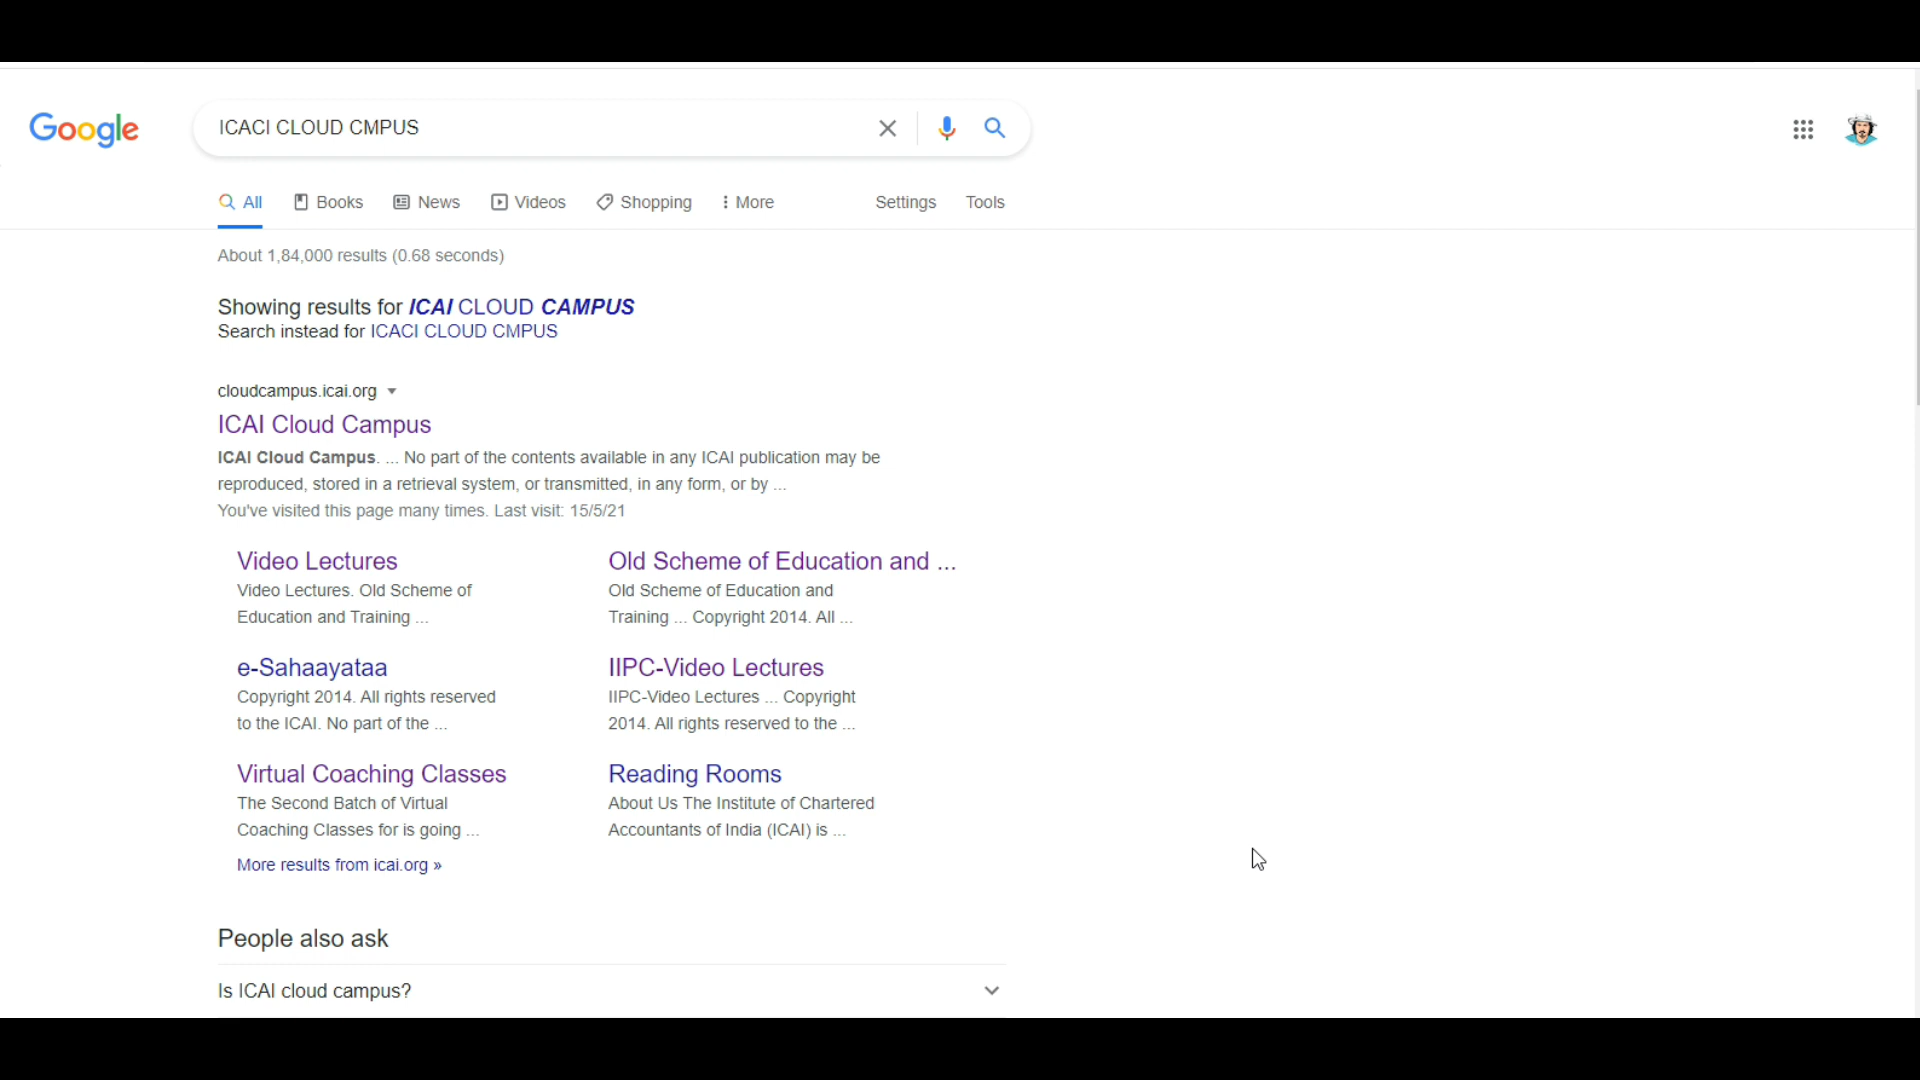 Google
ICACI CLOUD CMPUS
All Books News Videos Shopping More Settings Tools
About 1,84,000 results (0.68 seconds)
Showing results for ICAI CLOUD CAMPUS
Search instead for ICACI CLOUD CMPUS
cloudcampus.icai.org
ICAI Cloud Campus
ICAI Cloud Campus. ... No part of the contents available in any ICAI publication may be
reproduced, stored in a retrieval system, or transmitted, in any form, or by ...
You've visited this page many times. Last visit: 15/5/21
Video Lectures
Video Lectures. Old Scheme of
Education and Training ...
Old Scheme of Education and ...
Old Scheme of Education and
Training ... Copyright 2014. All ...
e-Sahaayataa
Copyright 2014. All rights reserved
to the ICAI. No part of the ...
IIPC-Video Lectures
IIPC-Video Lectures ... Copyright
2014. All rights reserved to the ...
Virtual Coaching Classes
The Second Batch of Virtual
Coaching Classes for is going ...
Reading Rooms
About Us The Institute of Chartered
Accountants of India (ICAI) is ...
More results from icai.org »
People also ask
Is ICAI cloud campus?